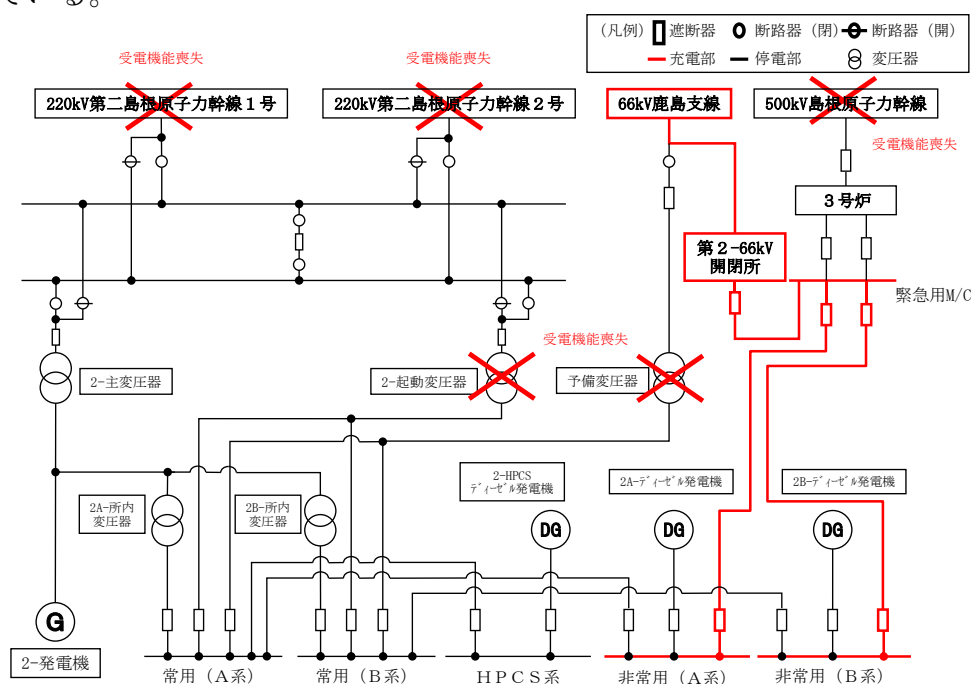 いる。
(凡例) 遮断器 断路器 (閉) 断路器 (開)
充電部 停電部 変圧器
受電機能喪失
受電機能喪失
220kV第二島根原子力幹線1号
220kV第二島根原子力幹線2号
66kV鹿島支線
500kV島根原子力幹線
受電機能喪失
3号炉
第2-66kV
開閉所
緊急用M/C
受電機能喪失
2-主変圧器
2-起動変圧器
予備変圧器
2A-所内
変圧器
2B-所内
変圧器
2-HPCS
ディーゼル発電機
2A-ディーゼル発電機
2B-ディーゼル発電機
DG
DG
DG
G
2-発電機
常用（A系）
常用（B系）
HPCS系
非常用（A系）
非常用（B系）